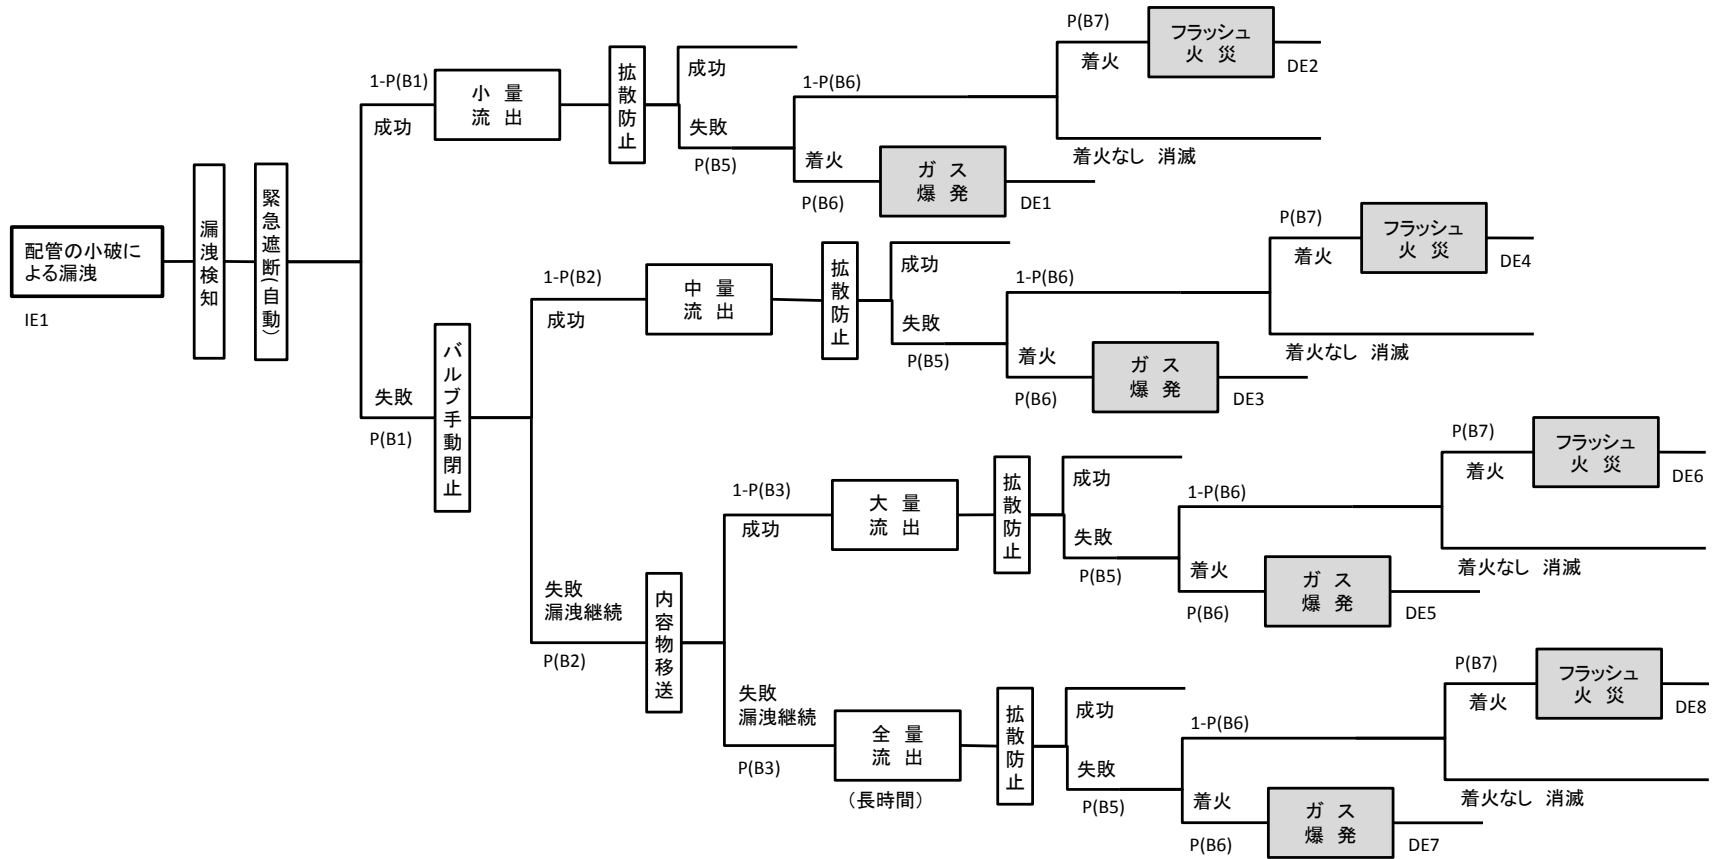 配管の小破に
よる漏洩
IE1
漏洩検知
緊急遮断(自動)
1-P(B1)
成功
小 量
流 出
拡散防止
成功
失敗
P(B5)
1-P(B6)
着火
P(B6)
ガ ス
爆 発
DE1
P(B7)
着火
フラッシュ
火 災
DE2
着火なし 消滅
失敗
P(B1)
バルブ手動閉止
1-P(B2)
成功
中 量
流 出
拡散防止
成功
失敗
P(B5)
1-P(B6)
着火
P(B6)
ガ ス
爆 発
DE3
P(B7)
着火
フラッシュ
火 災
DE4
着火なし 消滅
失敗
漏洩継続
P(B2)
内容物移送
1-P(B3)
成功
大 量
流 出
拡散防止
成功
失敗
P(B5)
1-P(B6)
着火
P(B6)
ガ ス
爆 発
DE5
P(B7)
着火
フラッシュ
火 災
DE6
着火なし 消滅
失敗
漏洩継続
P(B3)
全 量
流 出
(長時間)
拡散防止
成功
失敗
P(B5)
1-P(B6)
着火
P(B6)
ガ ス
爆 発
DE7
P(B7)
着火
フラッシュ
火 災
DE8
着火なし 消滅